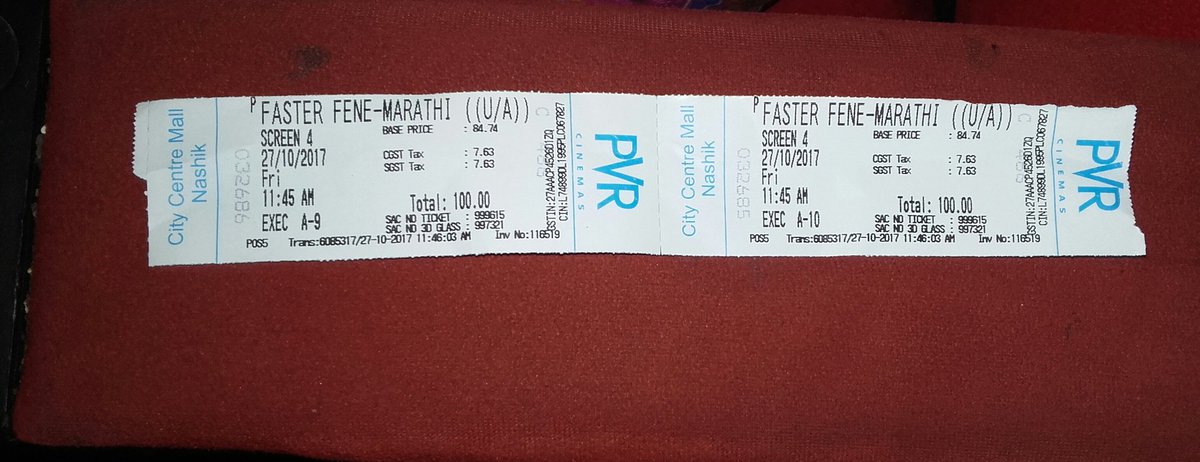 City Centre Mall
Nashik
032686
P FASTER FENE-MARATHI ((U/A))
SCREEN 4
BASE PRICE : 84.74
27/10/2017
CGST Tax : 7.63
Fri
SGST Tax : 7.63
11:45 AM
Total: 100.00
EXEC A-9
SAC NO TICKET : 999615
SAC NO 3D GLASS : 997321
POS5 Trans:6085317/27-10-2017 11:46:03 AM Inv No:116519
PVR
CINEMAS
City Centre Mall
Nashik
032685
P FASTER FENE-MARATHI ((U/A))
SCREEN 4
BASE PRICE : 84.74
27/10/2017
CGST Tax : 7.63
Fri
SGST Tax : 7.63
11:45 AM
Total: 100.00
EXEC A-10
SAC NO TICKET : 999615
SAC NO 3D GLASS : 997321
POS5 Trans:6085317/27-10-2017 11:46:03 AM Inv No:116519
PVR
CINEMAS